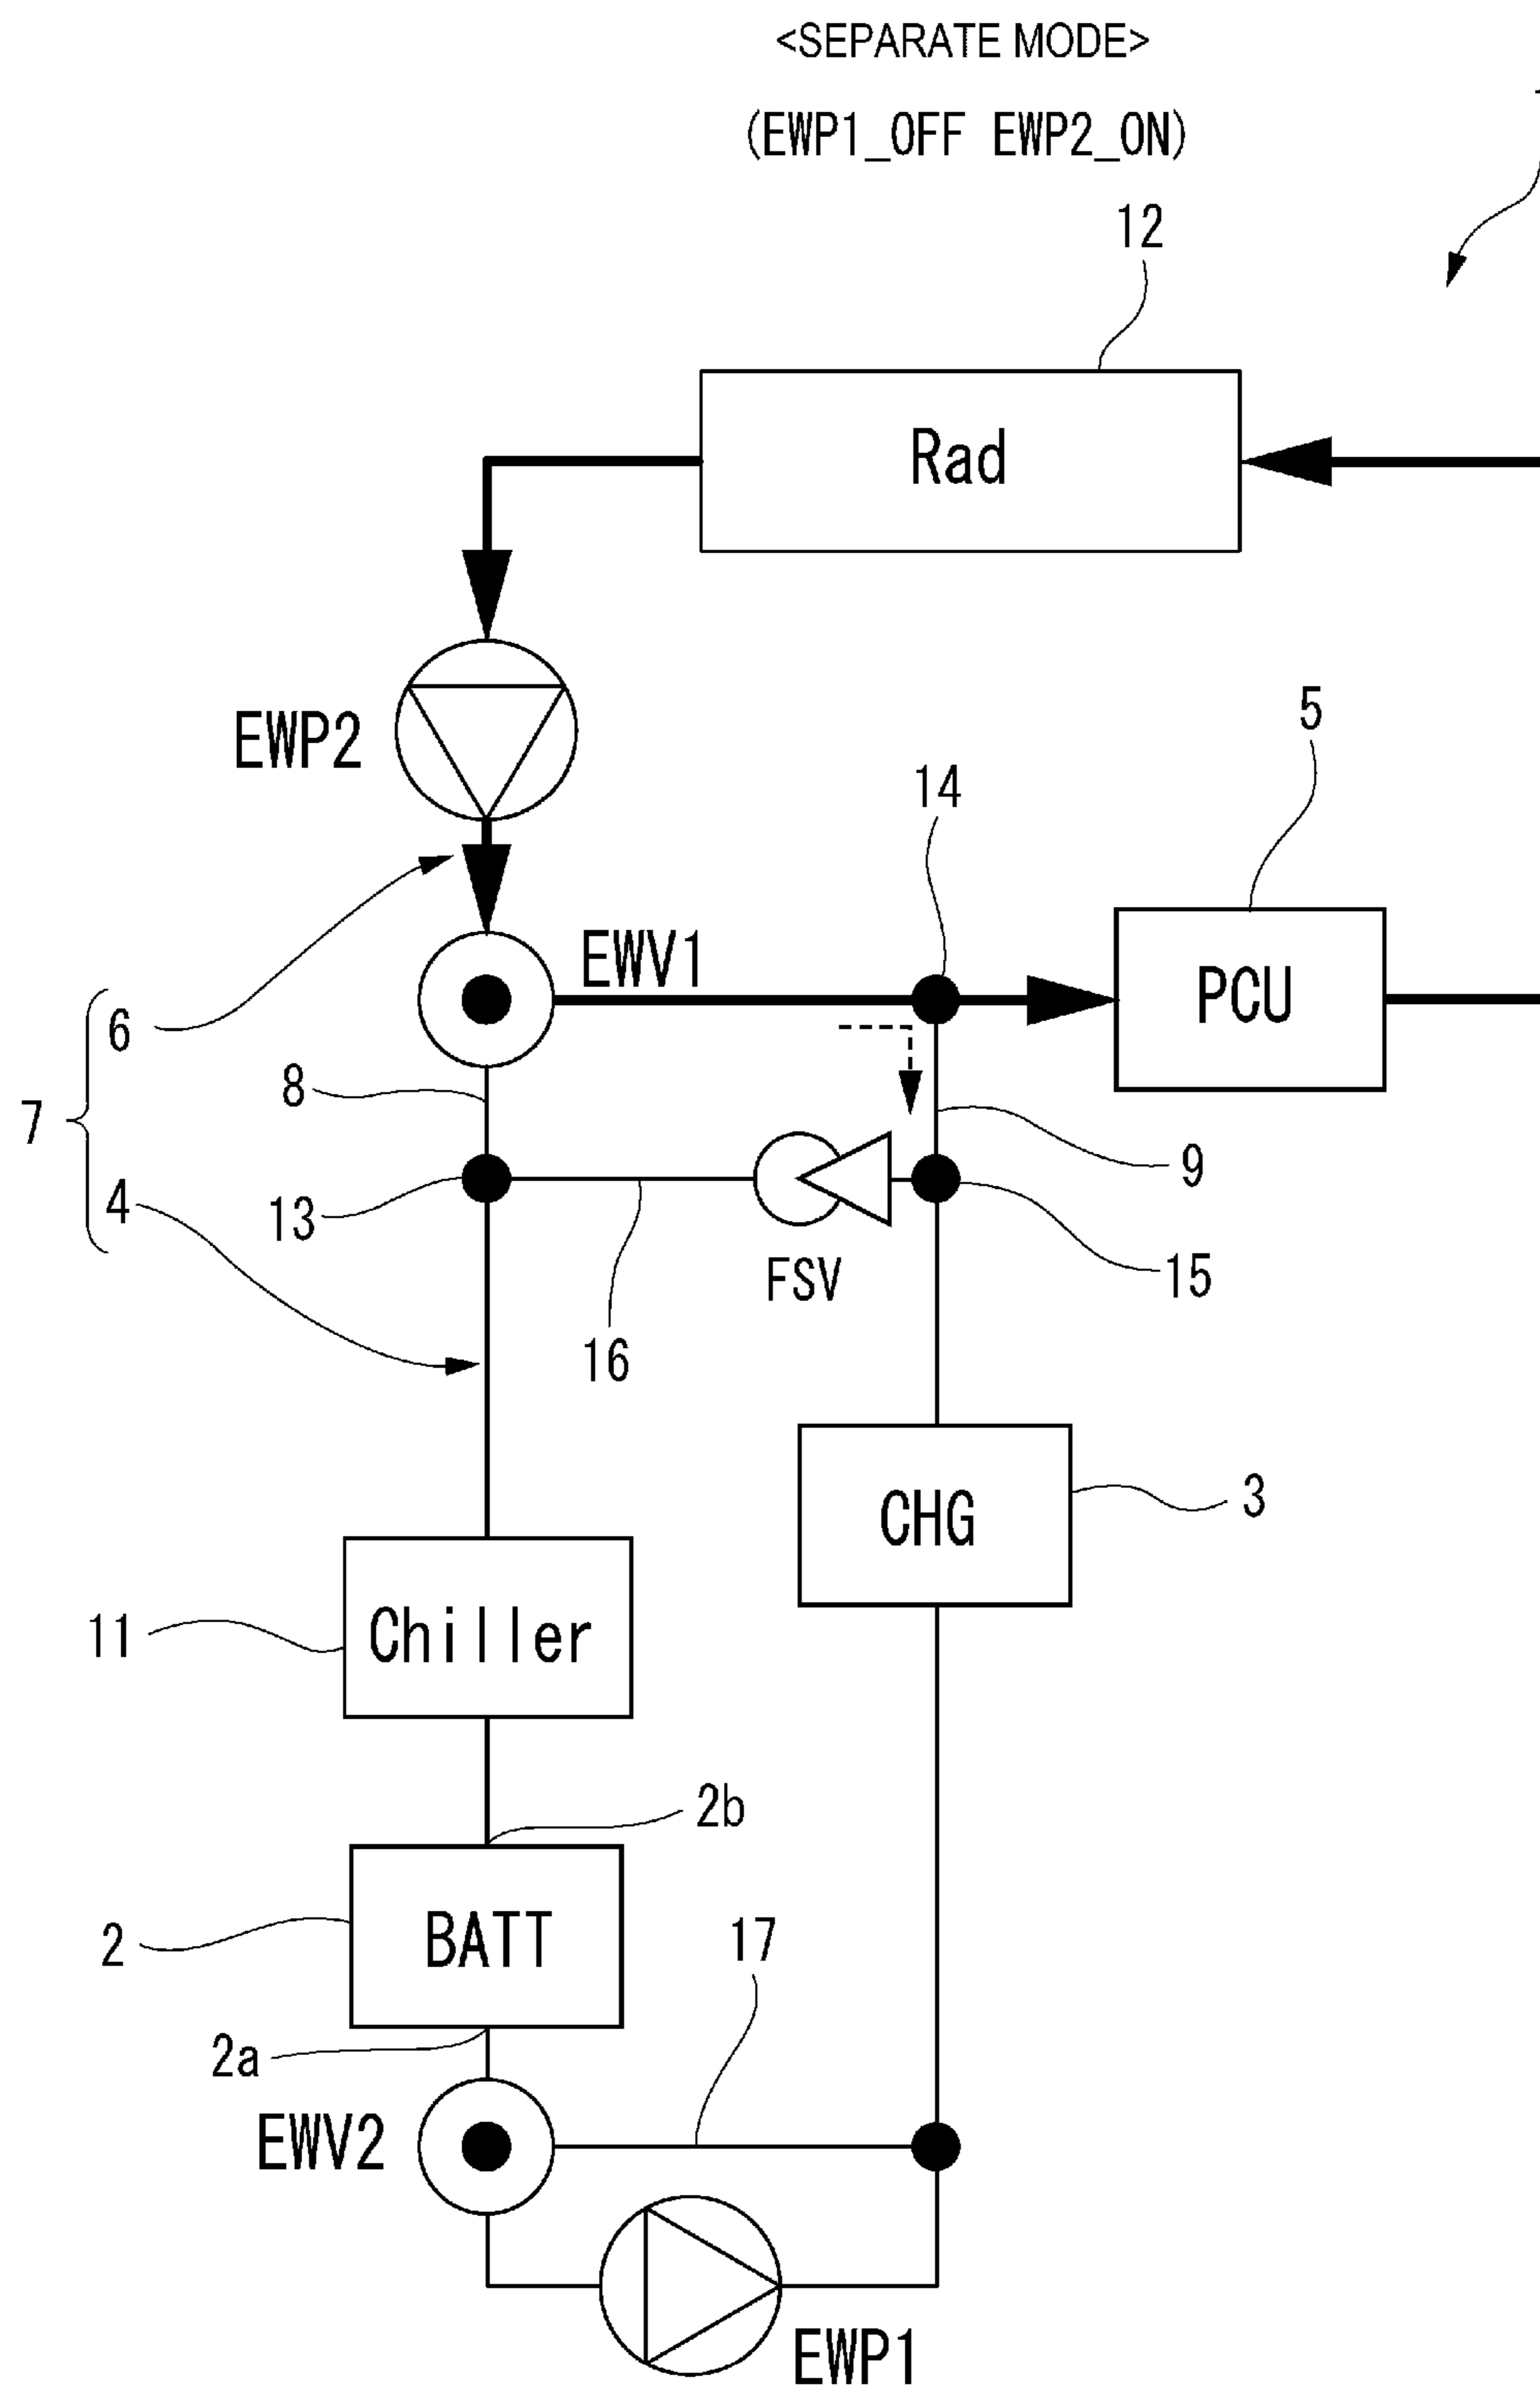 <SEPARATE MODE>
(EWP1_OFF EWP2_ON)
12
Rad
EWP2
5
14
EWV1
PCU
6
8
7
9
4
13
15
FSV
16
CHG
3
11
Chiller
2b
2
BATT
17
2a
EWV2
EWP1